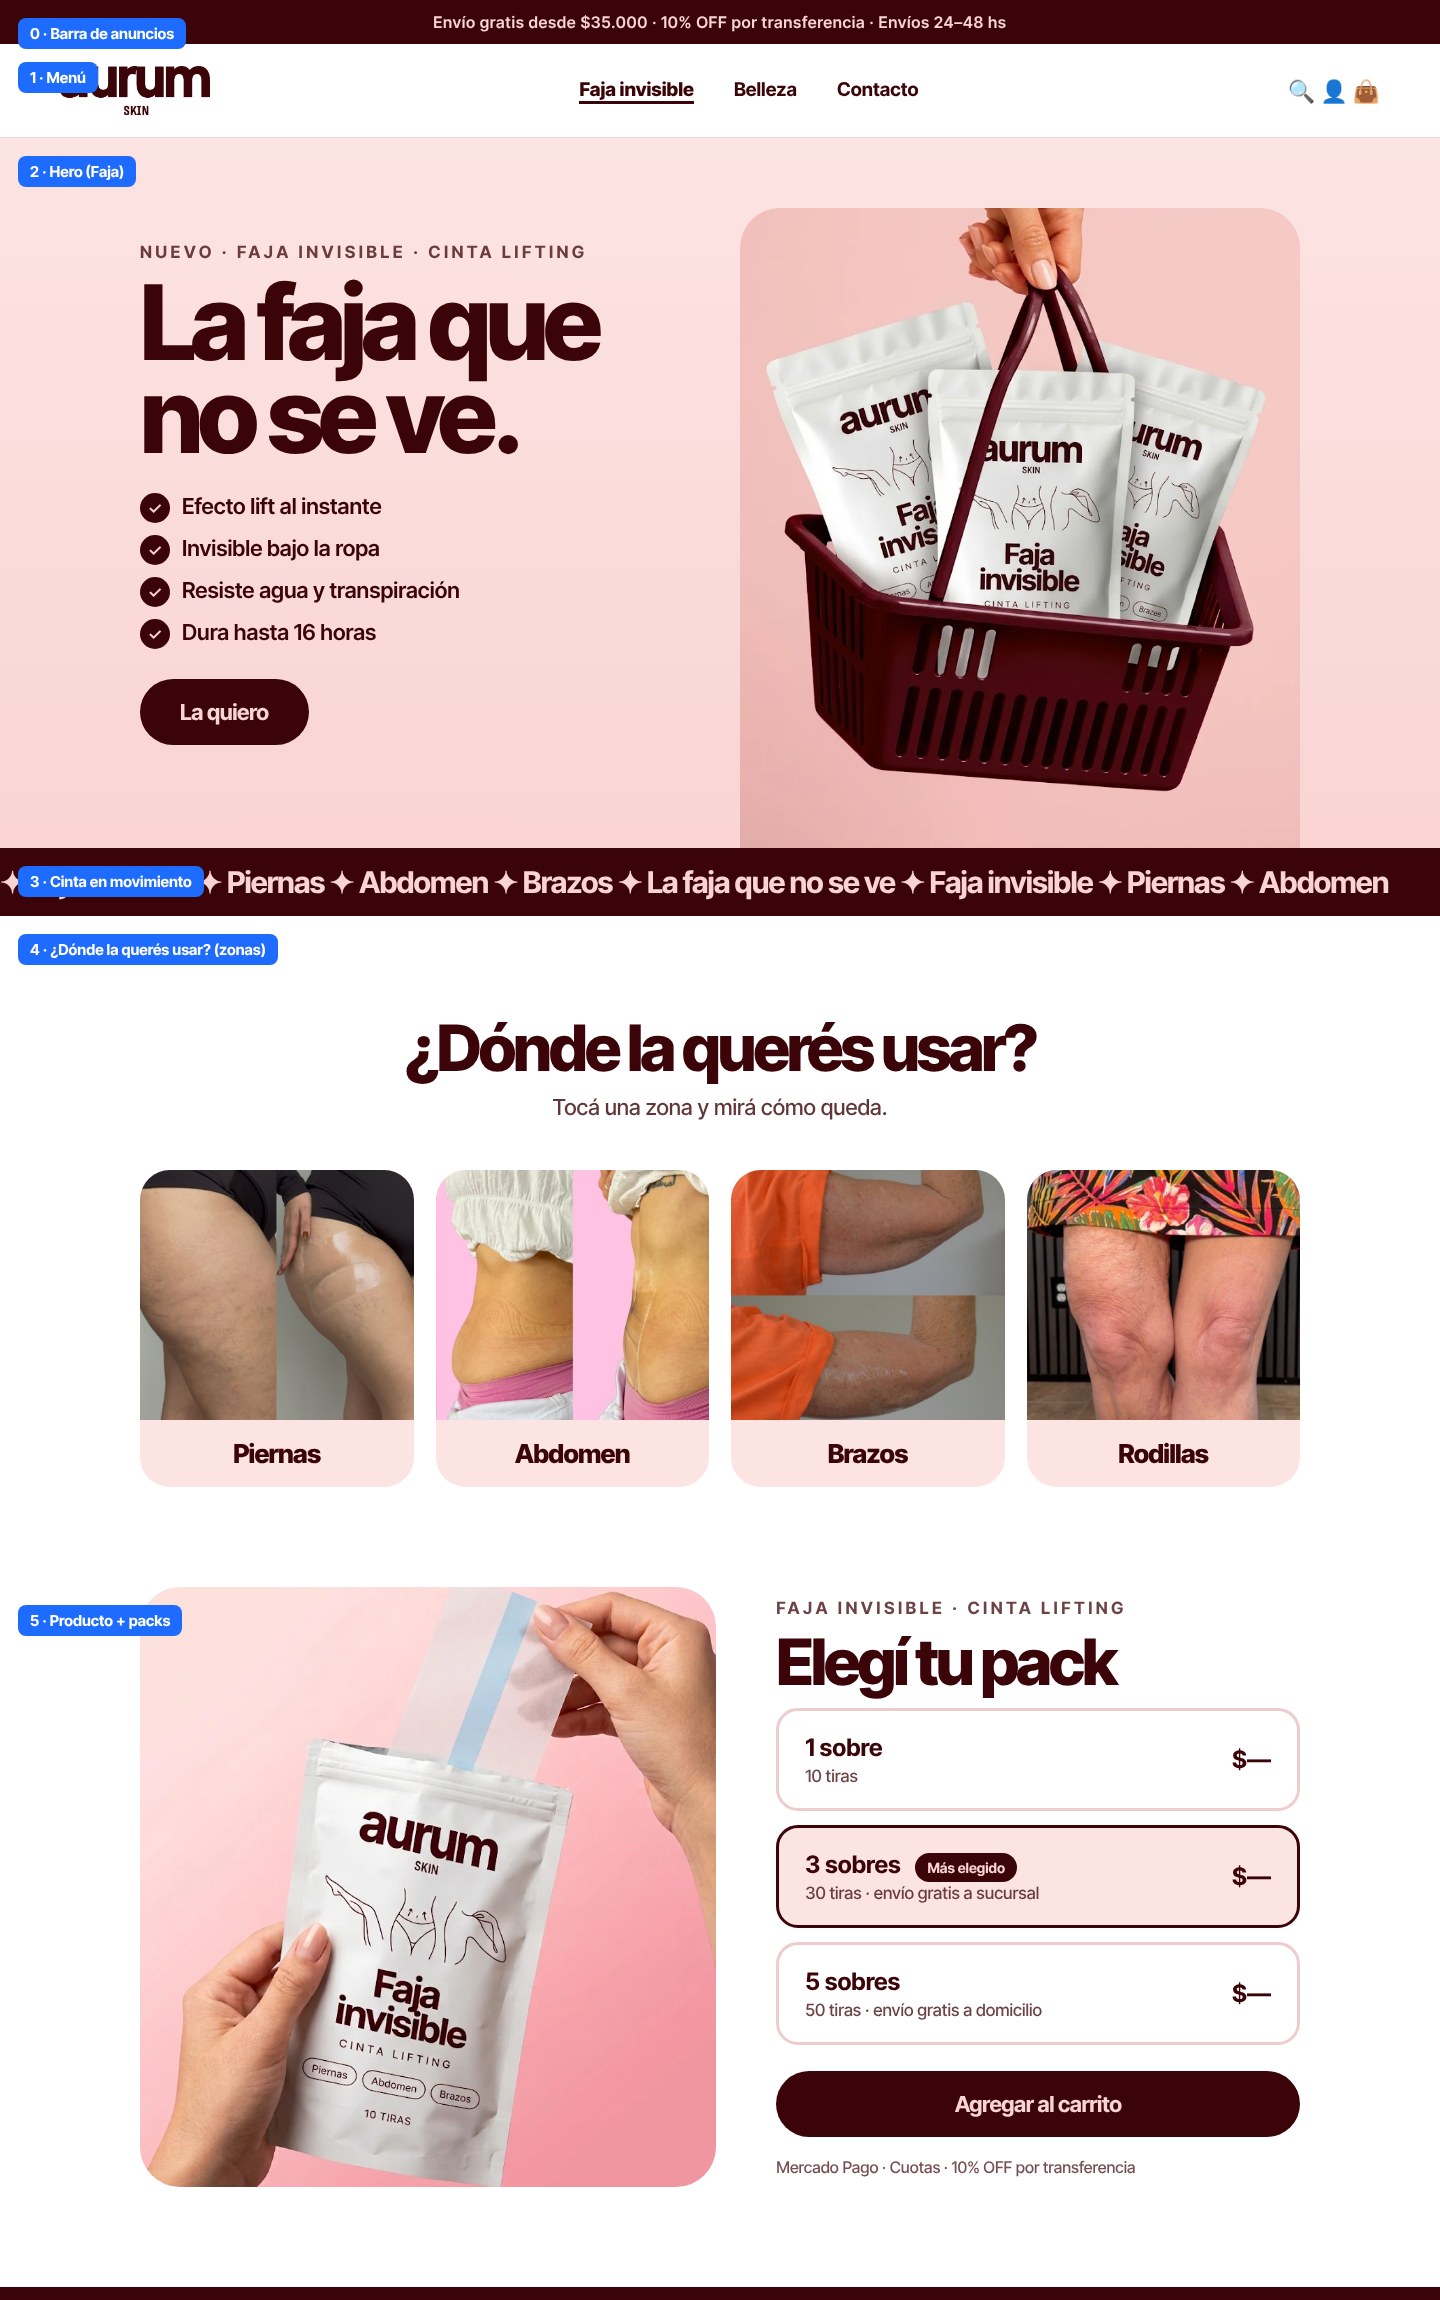 Envío gratis desde $35.000 · 10% OFF por transferencia · Envíos 24–48 hs
0 · Barra de anuncios
1 · Menú
aurum
SKIN
Faja invisible
Belleza
Contacto
2 · Hero (Faja)
NUEVO · FAJA INVISIBLE · CINTA LIFTING
La faja que
no se ve.
Efecto lift al instante
Invisible bajo la ropa
Resiste agua y transpiración
Dura hasta 16 horas
La quiero
aurum
SKIN
aurum
SKIN
Faja
invisible
CINTA LIFTING
SKIN
Brazos
3 · Cinta en movimiento
✦ Piernas ✦ Abdomen ✦ Brazos ✦ La faja que no se ve ✦ Faja invisible ✦ Piernas ✦ Abdomen
4 · ¿Dónde la querés usar? (zonas)
¿Dónde la querés usar?
Tocá una zona y mirá cómo queda.
Piernas
Abdomen
Brazos
Rodillas
5 · Producto + packs
aurum
SKIN
Faja
invisible
CINTA LIFTING
Piernas
Abdomen
Brazos
10 TIRAS
FAJA INVISIBLE · CINTA LIFTING
Elegí tu pack
1 sobre
10 tiras
$—
3 sobres
Más elegido
30 tiras · envío gratis a sucursal
$—
5 sobres
50 tiras · envío gratis a domicilio
$—
Agregar al carrito
Mercado Pago · Cuotas · 10% OFF por transferencia